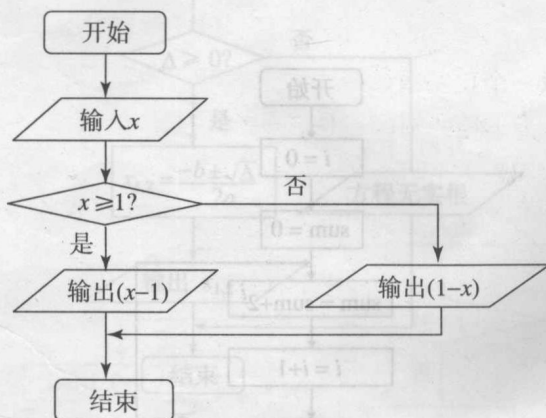 开始
输入x
x≥1?
否
是
输出(x-1)
输出(1-x)
结束